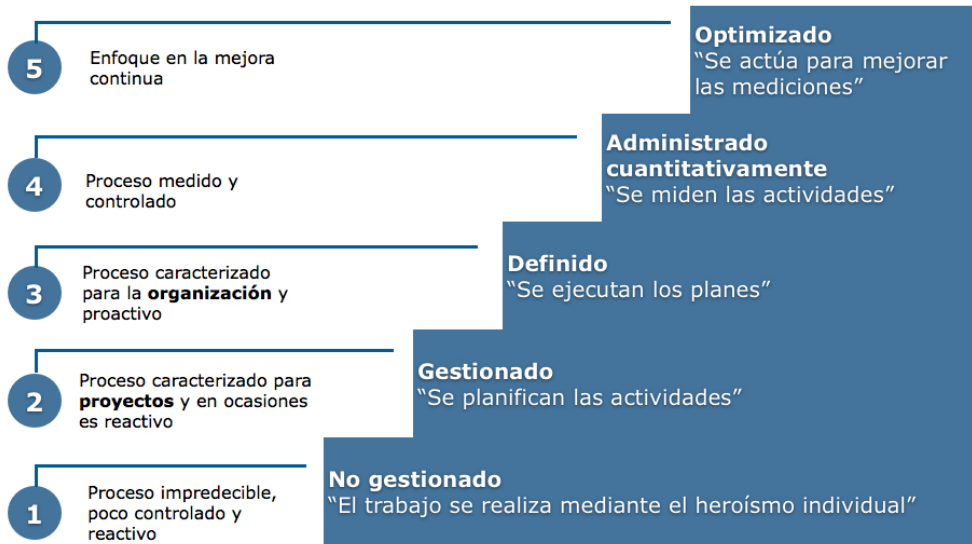 5
Enfoque en la mejora
continua
Optimizado
“Se actúa para mejorar
las mediciones”
4
Proceso medido y
controlado
Administrado
cuantitativamente
“Se miden las actividades”
3
Proceso caracterizado
para la organización y
proactivo
Definido
“Se ejecutan los planes”
2
Proceso caracterizado para
proyectos y en ocasiones
es reactivo
Gestionado
“Se planifican las actividades”
1
Proceso impredecible,
poco controlado y
reactivo
No gestionado
“El trabajo se realiza mediante el heroísmo individual”